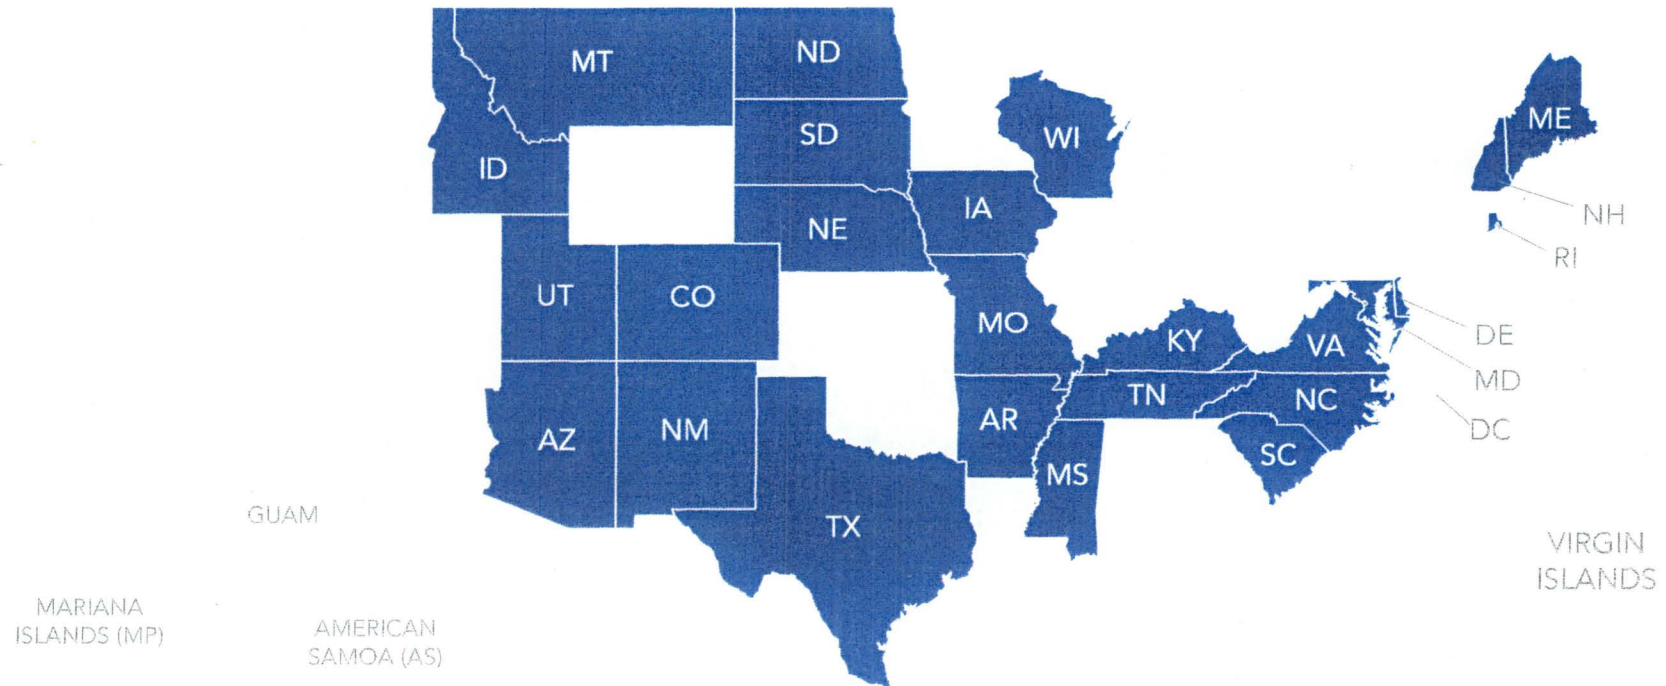 MT
ND
SD
WI
ME
ID
NE
IA
NH
RI
UT
CO
MO
KY
VA
DE
MD
TN
NC
DC
AZ
NM
AR
SC
MS
TX
GUAM
VIRGIN
ISLANDS
MARIANA
ISLANDS (MP)
AMERICAN
SAMOA (AS)